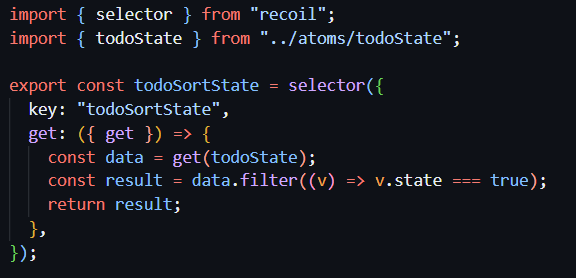 import { selector } from "recoil";
import { todoState } from "../atoms/todoState";

export const todoSortState = selector({
  key: "todoSortState",
  get: ({ get }) => {
    const data = get(todoState);
    const result = data.filter((v) => v.state === true);
    return result;
  },
});